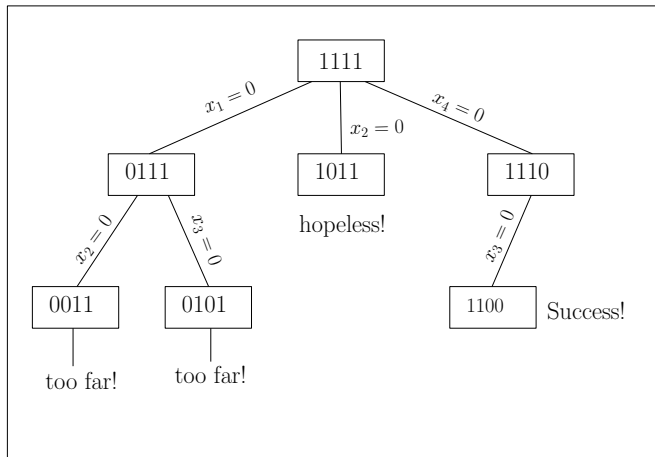 1111
x₁ = 0
x₂ = 0
x₄ = 0
0111
1011
1110
hopeless!
x₂ = 0
x₃ = 0
x₃ = 0
0011
0101
1100
Success!
too far!
too far!